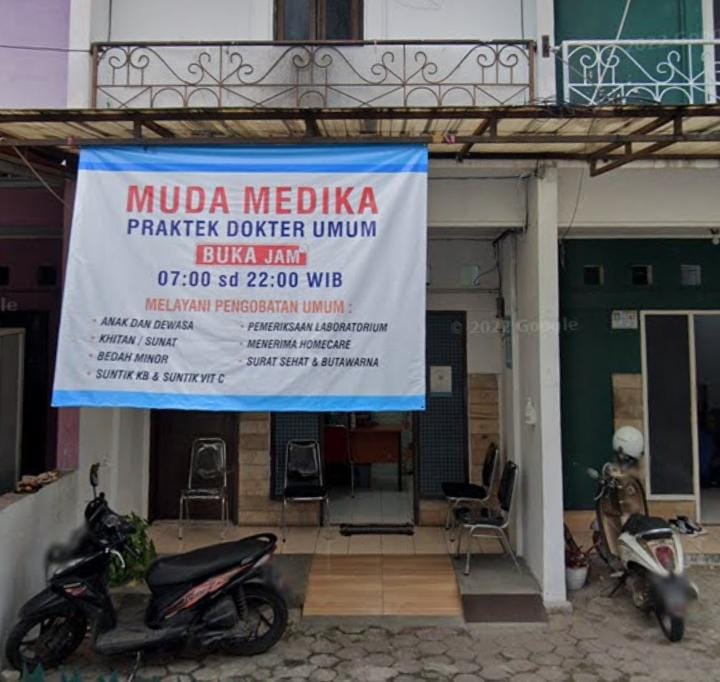 MUDA MEDIKA
PRAKTEK DOKTER UMUM
BUKA JAM
07:00 sd 22:00 WIB
MELAYANI PENGOBATAN UMUM :
• ANAK DAN DEWASA
• KHITAN / SUNAT
• BEDAH MINOR
• SUNTIK KB & SUNTIK VIT C
• PEMERIKSAAN LABORATORIUM
• MENERIMA HOMECARE
• SURAT SEHAT & BUTAWARNA
© 2022 Google